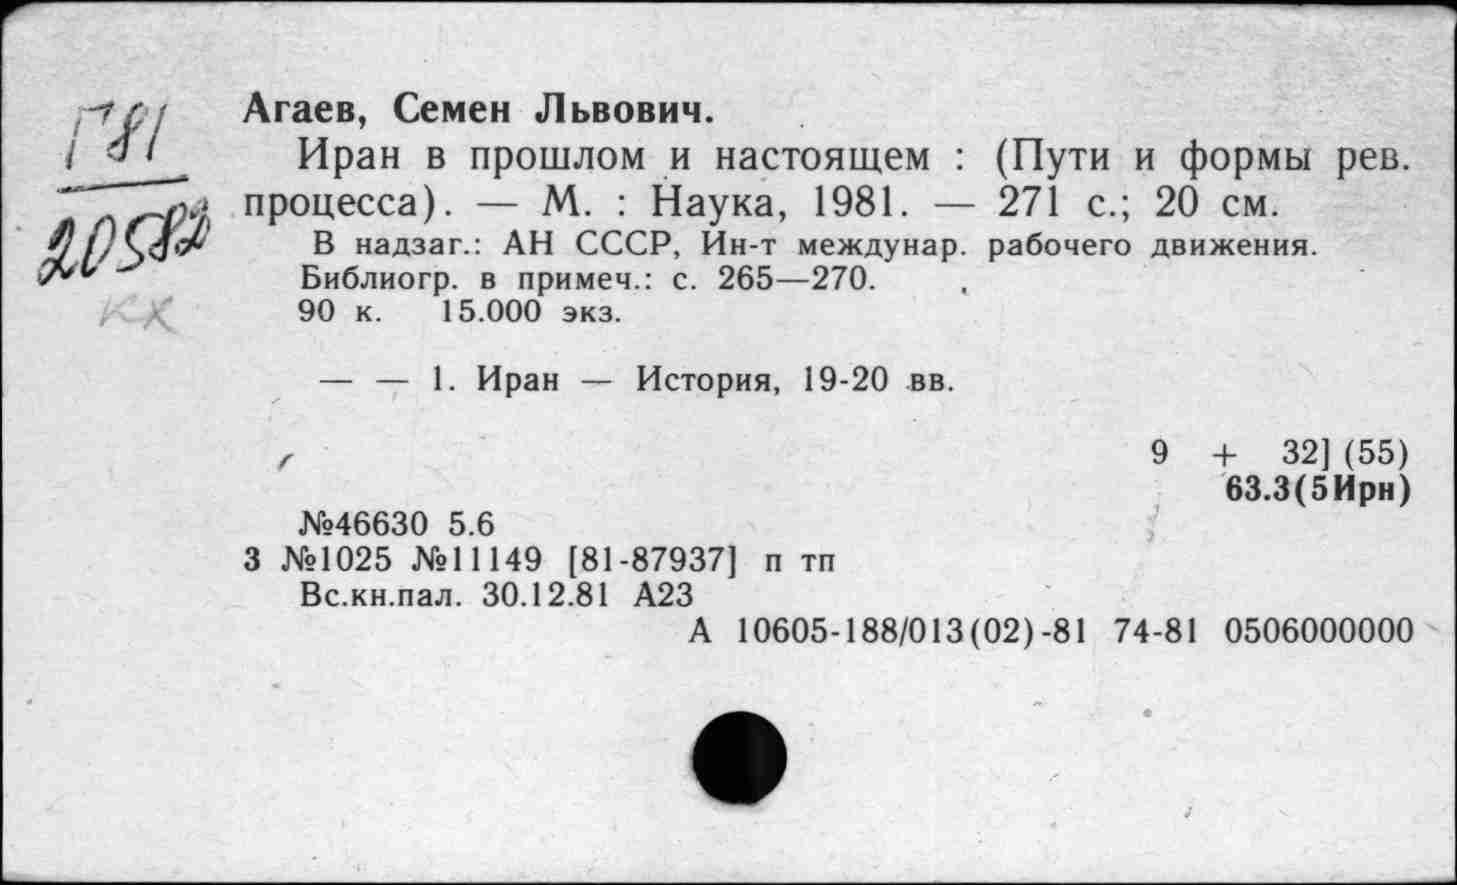 Г81
Агаев, Семен Львович.
Иран в прошлом и настоящем : (Пути и формы рев.
процесса). — М. : Наука, 1981. — 271 с.; 20 см.
В надзаг.: АН СССР, Ин-т междунар. рабочего движения.
Библиогр. в примеч.: с. 265—270.
кх
90 к. 15.000 экз.
— — 1. Иран — История, 19-20 вв.
9 + 32] (55)
63.3(5Ирн)
№46630 5.6
3 №1025 №11149 [81-87937] п тп
Вс.кн.пал. 30.12.81 А23
А 10605-188/013(02)-81 74-81 0506000000